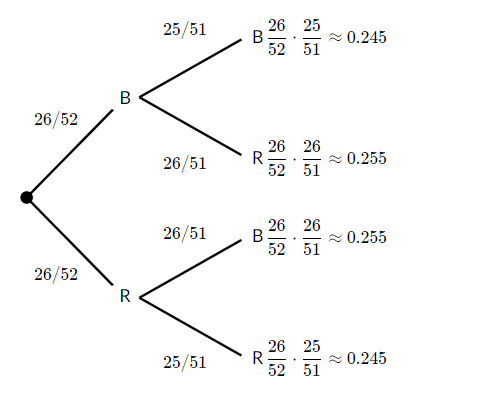 25/51
B 26/52 · 25/51 ≈ 0.245
B
26/52
26/51
R 26/52 · 26/51 ≈ 0.255
26/51
B 26/52 · 26/51 ≈ 0.255
26/52
R
25/51
R 26/52 · 25/51 ≈ 0.245